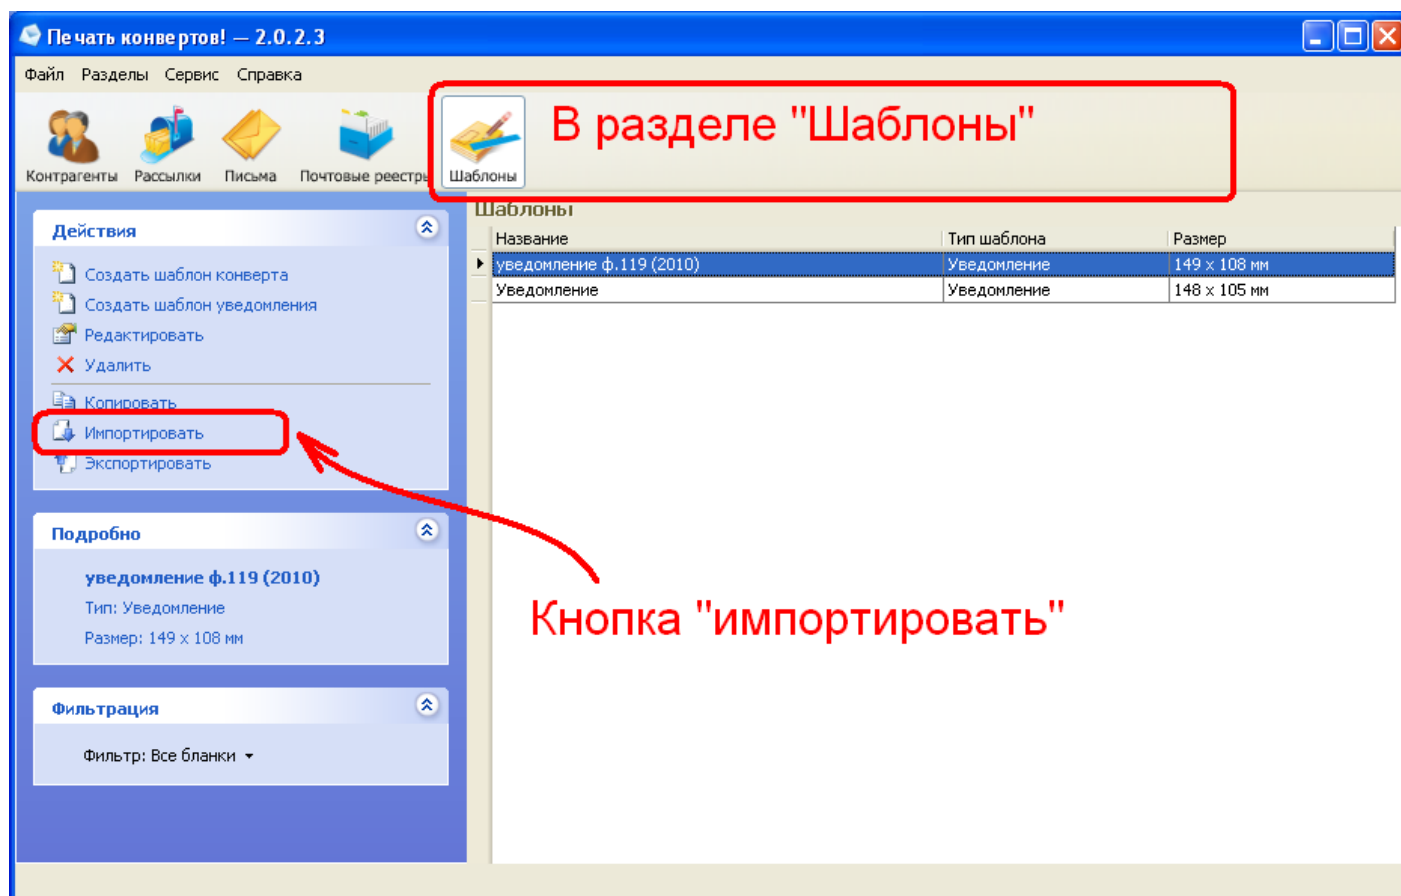 Печать конвертов! — 2.0.2.3
Файл Разделы Сервис Справка
В разделе "Шаблоны"
Контрагенты Рассылки Письма Почтовые реестры Шаблоны
Действия
Создать шаблон конверта
Создать шаблон уведомления
Редактировать
Удалить
Копировать
Импортировать
Экспортировать
Подробно
уведомление ф.119 (2010)
Тип: Уведомление
Размер: 149 x 108 мм
Фильтрация
Фильтр: Все бланки
Шаблоны
Название Тип шаблона Размер
уведомление ф.119 (2010) Уведомление 149 x 108 мм
Уведомление Уведомление 148 x 105 мм
Кнопка "импортировать"